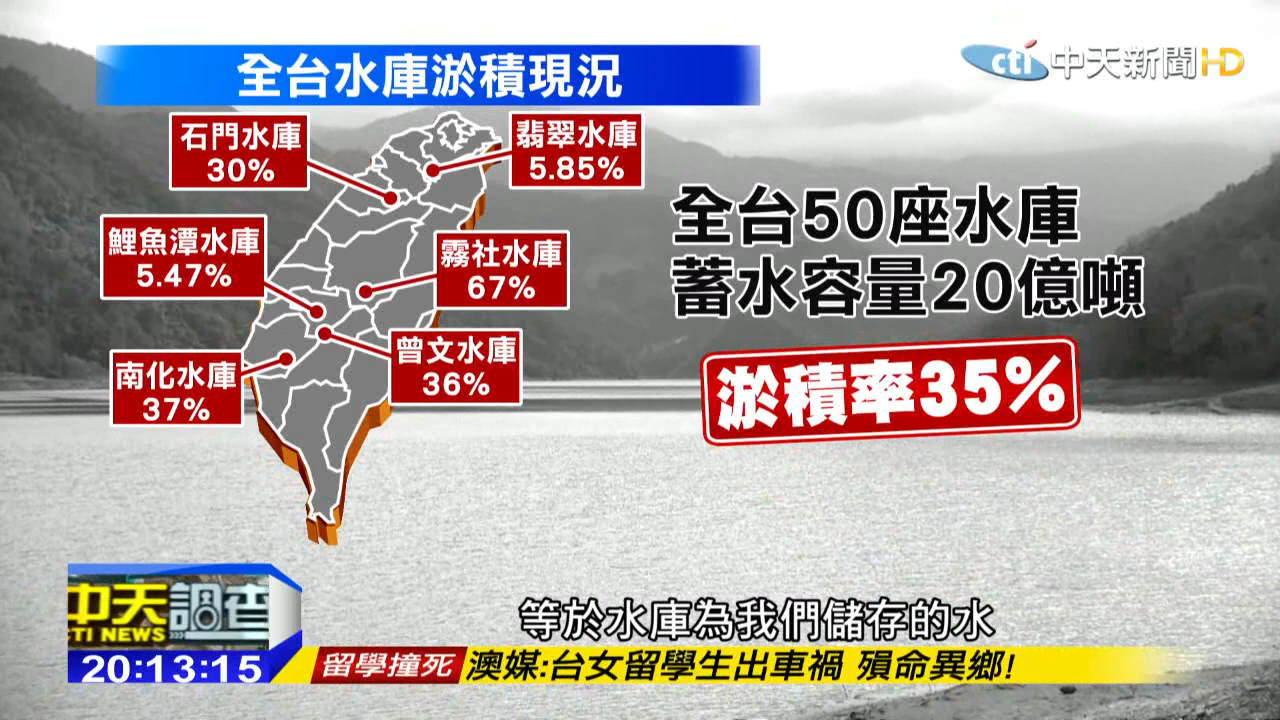 全台水庫淤積現況
cti 中天新聞HD
石門水庫
30%
翡翠水庫
5.85%
鯉魚潭水庫
5.47%
霧社水庫
67%
曾文水庫
36%
南化水庫
37%
全台50座水庫
蓄水容量20億噸
淤積率35%
等於水庫為我們儲存的水
中天調查
CTI NEWS
20:13:15
留學撞死 澳媒:台女留學生出車禍 殞命異鄉!